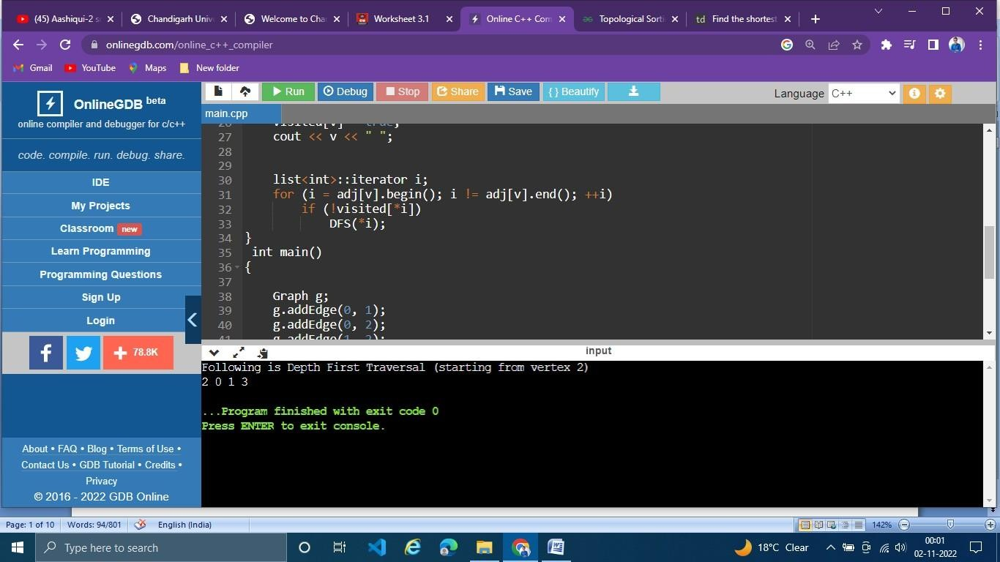 (45) Aashiqui-2 s
Chandigarh Univ
Welcome to Cha
Worksheet 3.1
Online C++ Com
Topological Sorti
td Find the shortest
onlinegdb.com/online_c++_compiler
Gmail YouTube Maps New folder
OnlineGDB beta
online compiler and debugger for c/c++
code. compile. run. debug. share.
IDE
My Projects
Classroom new
Learn Programming
Programming Questions
Sign Up
Login
f + 78.8K
About • FAQ • Blog • Terms of Use •
Contact Us • GDB Tutorial • Credits •
Privacy
© 2016 - 2022 GDB Online
Run Debug Stop Share Save { } Beautify
Language C++
main.cpp
26 visited[v] = true;
27 cout << v << " ";
28
29
30 list<int>::iterator i;
31 for (i = adj[v].begin(); i != adj[v].end(); ++i)
32 if (!visited[*i])
33 DFS(*i);
34 }
35 int main()
36 {
37
38 Graph g;
39 g.addEdge(0, 1);
40 g.addEdge(0, 2);
41 g.addEdge(1, 2);
input
Following is Depth First Traversal (starting from vertex 2)
2 0 1 3
...Program finished with exit code 0
Press ENTER to exit console.
Page: 1 of 10 Words: 94/801 English (India) 142%
Type here to search
18°C Clear
00:01
02-11-2022